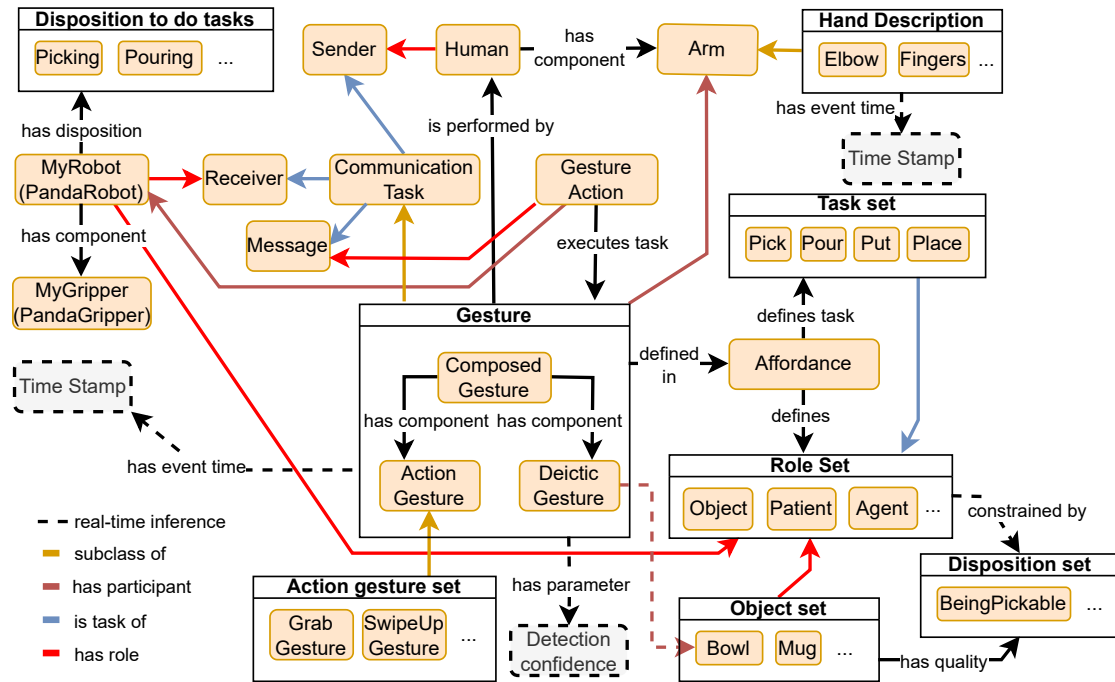 Disposition to do tasks
Picking
Pouring
...
Sender
Human
has
component
Arm
Hand Description
Elbow
Fingers
...
has disposition
is performed by
has event time
Time Stamp
MyRobot
(PandaRobot)
Receiver
Communication
Task
Gesture
Action
Task set
Pick
Pour
Put
Place
has component
Message
executes task
MyGripper
(PandaGripper)
Gesture
defines task
Composed
Gesture
defined
in
Affordance
Time Stamp
has component
has component
defines
has event time
Action
Gesture
Deictic
Gesture
Role Set
Object
Patient
Agent
...
constrained by
real-time inference
subclass of
has participant
is task of
has role
Action gesture set
Grab
Gesture
SwipeUp
Gesture
...
has parameter
Detection
confidence
Object set
Bowl
Mug
...
has quality
Disposition set
BeingPickable
...